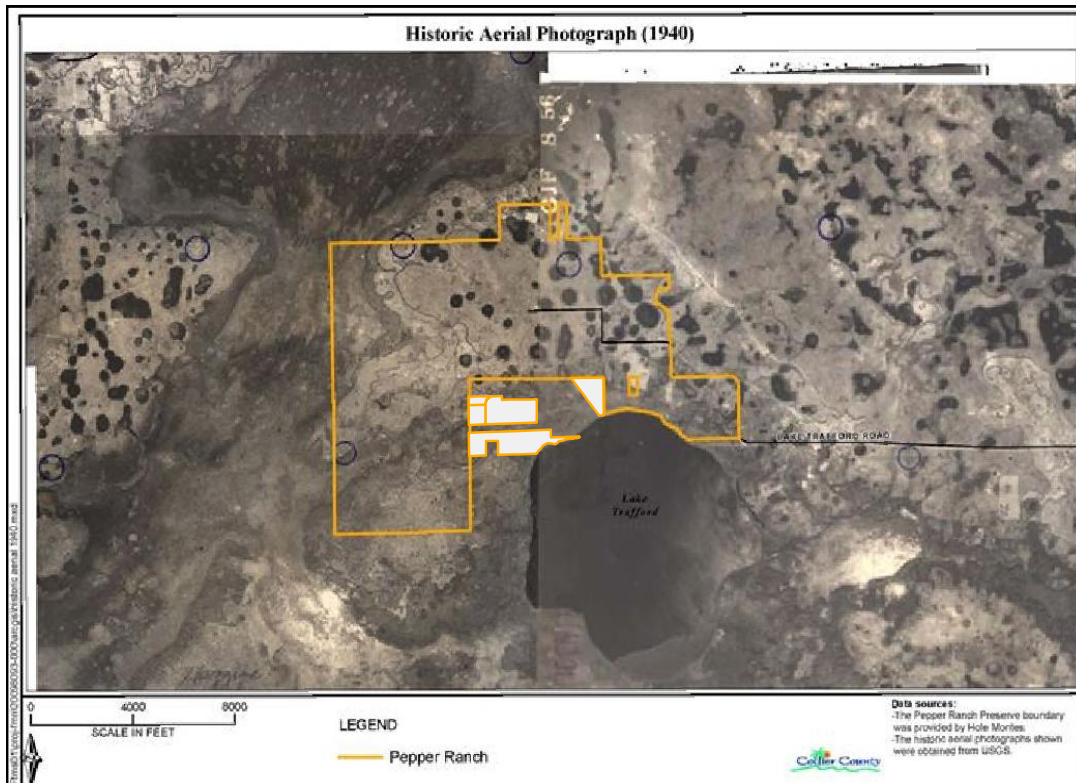 Historic Aerial Photograph (1940)
LAKE TRAFFORD ROAD
Lake
Trafford
0 4000 8000
SCALE IN FEET
LEGEND
Pepper Ranch
Data sources:
-The Pepper Ranch Preserve boundary
was provided by Hole Montes.
-The historic aerial photographs shown
were obtained from USGS.
Collier County